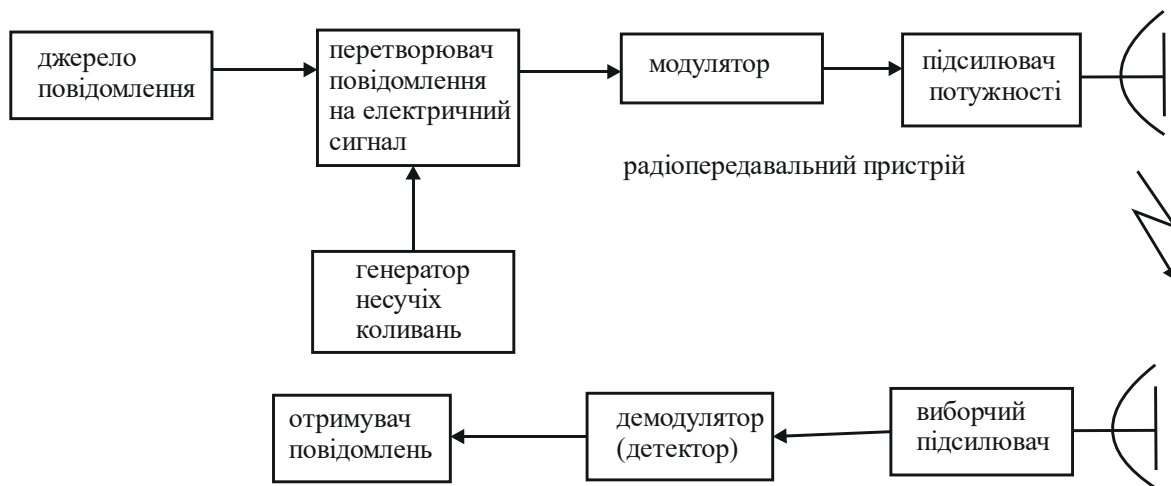 джерело
повідомлення
перетворювач
повідомлення
на електричний
сигнал
модулятор
підсилювач
потужності
радіопередавальний пристрій
генератор
несучіх
коливань
отримувач
повідомлень
демодулятор
(детектор)
виборчий
підсилювач